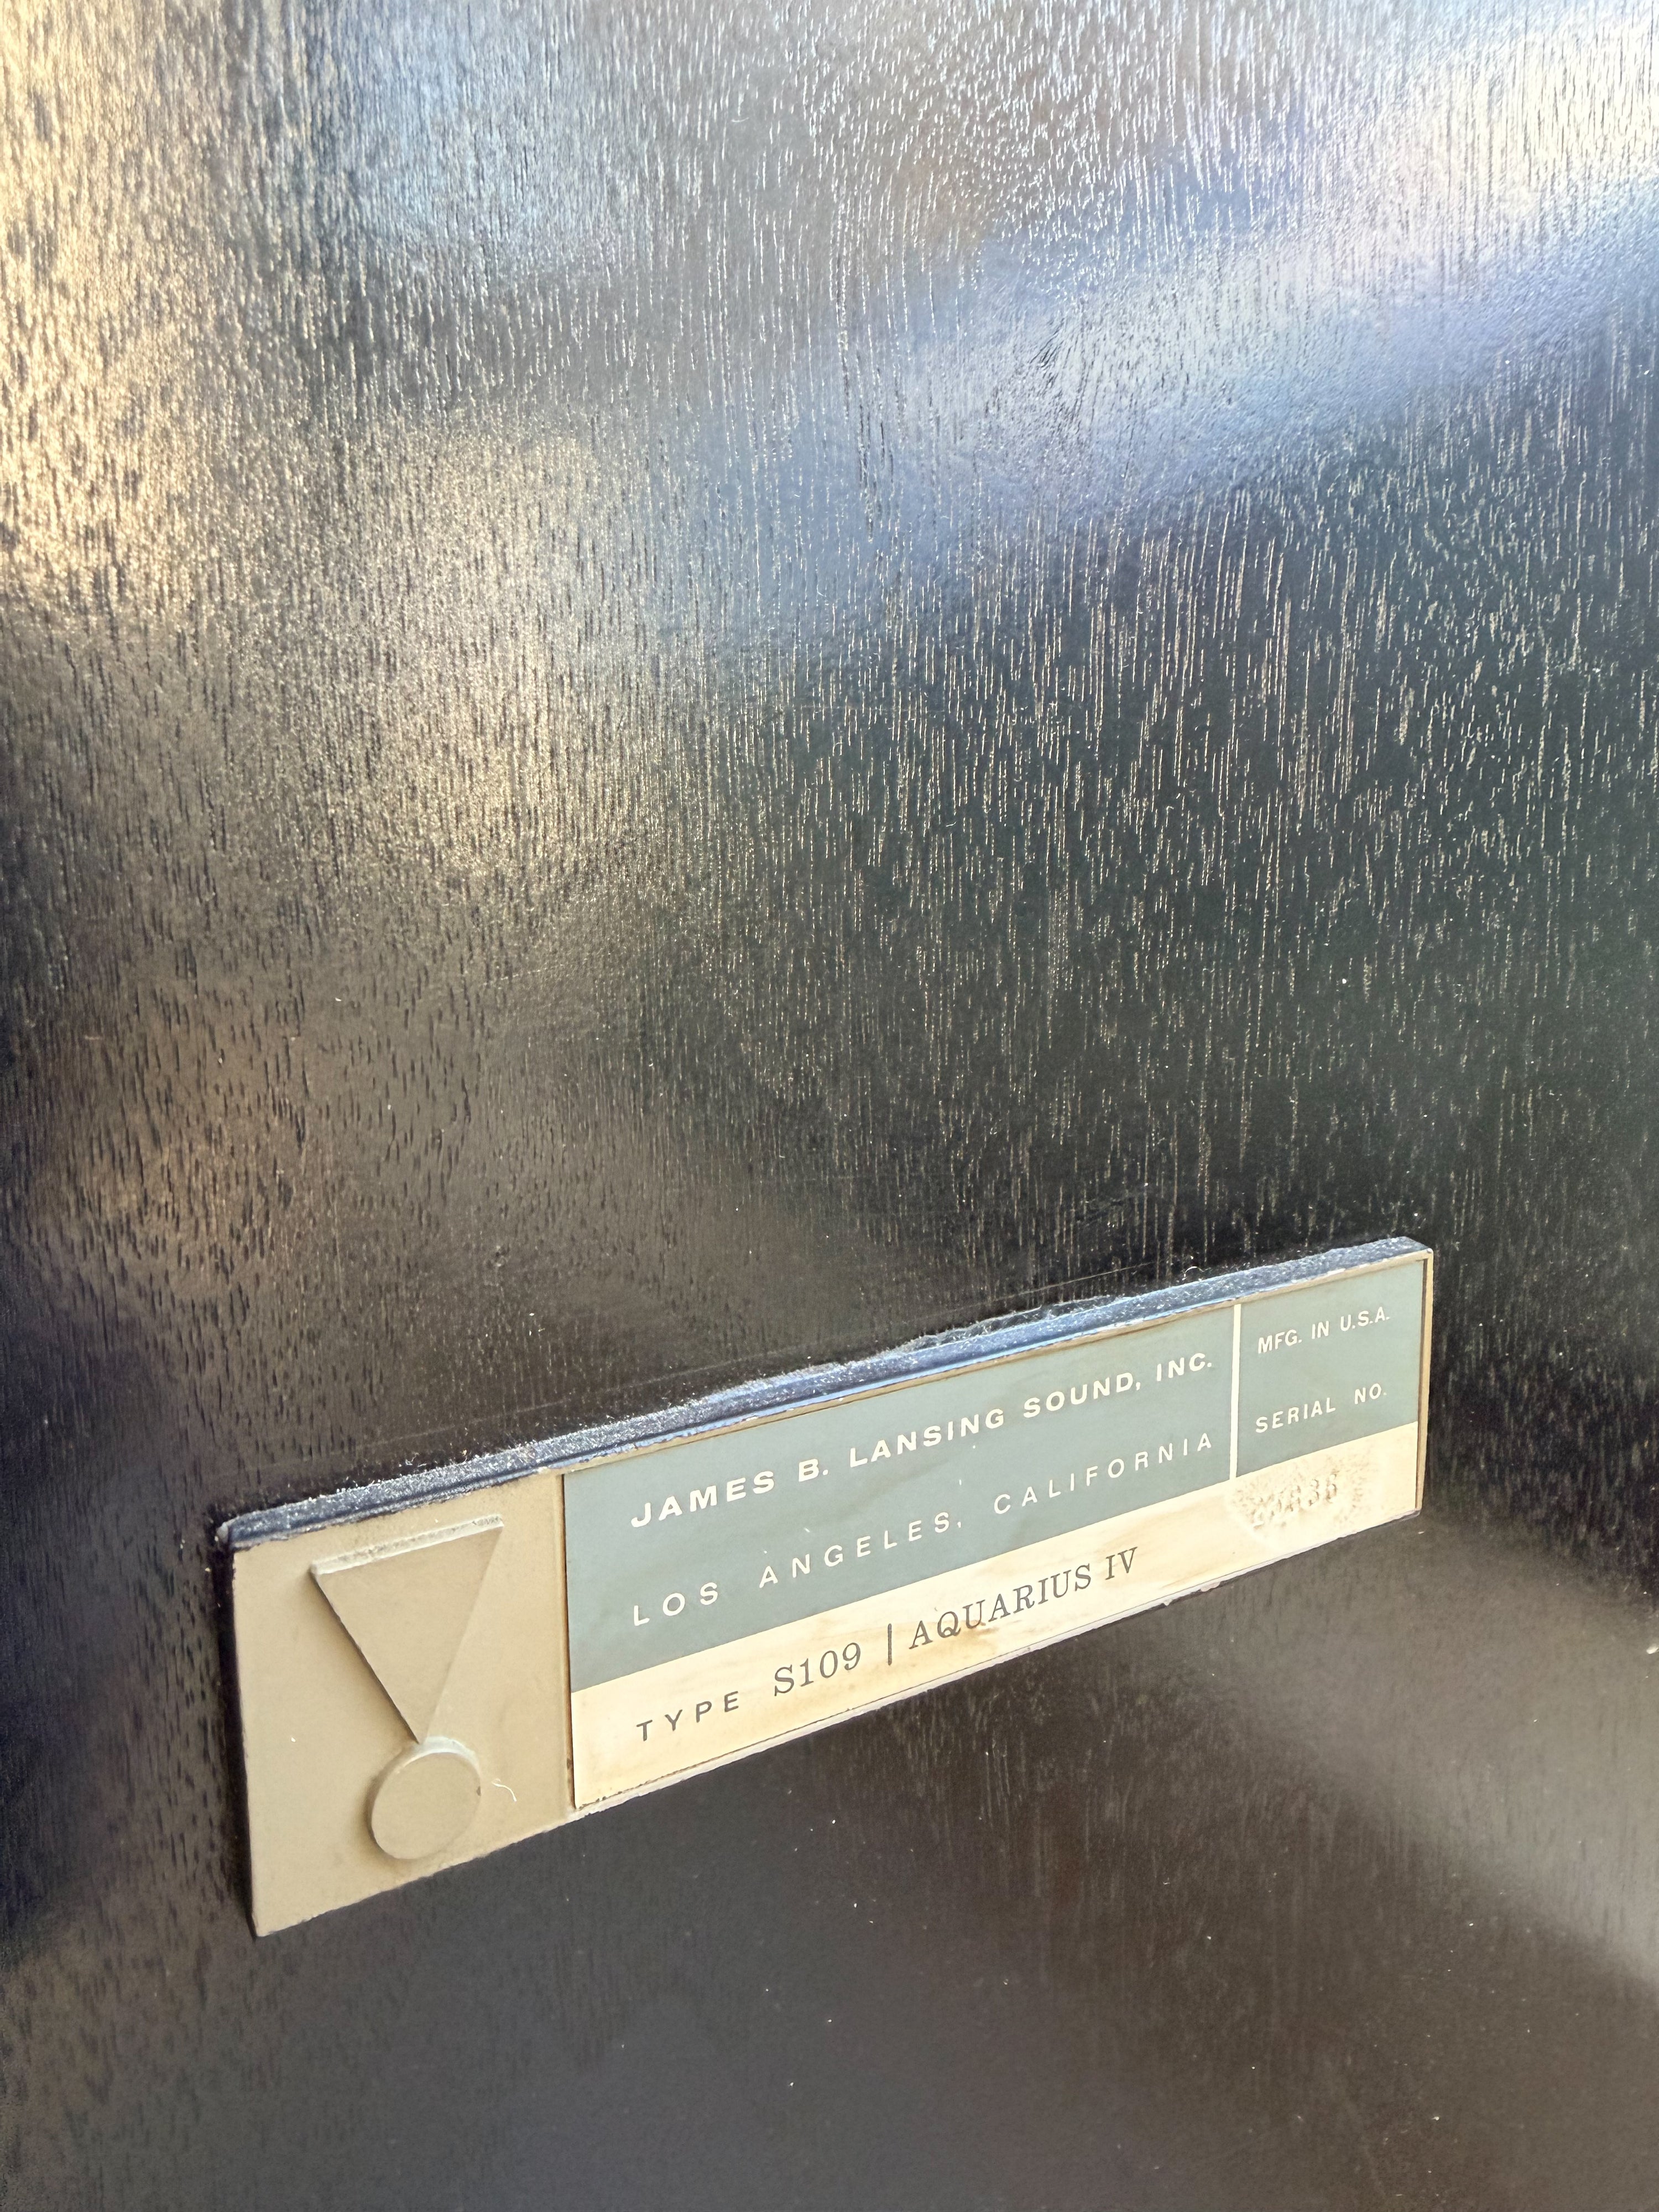 JAMES B. LANSING SOUND, INC.
LOS ANGELES, CALIFORNIA
TYPE S109 | AQUARIUS IV
MFG. IN U.S.A.
SERIAL NO.